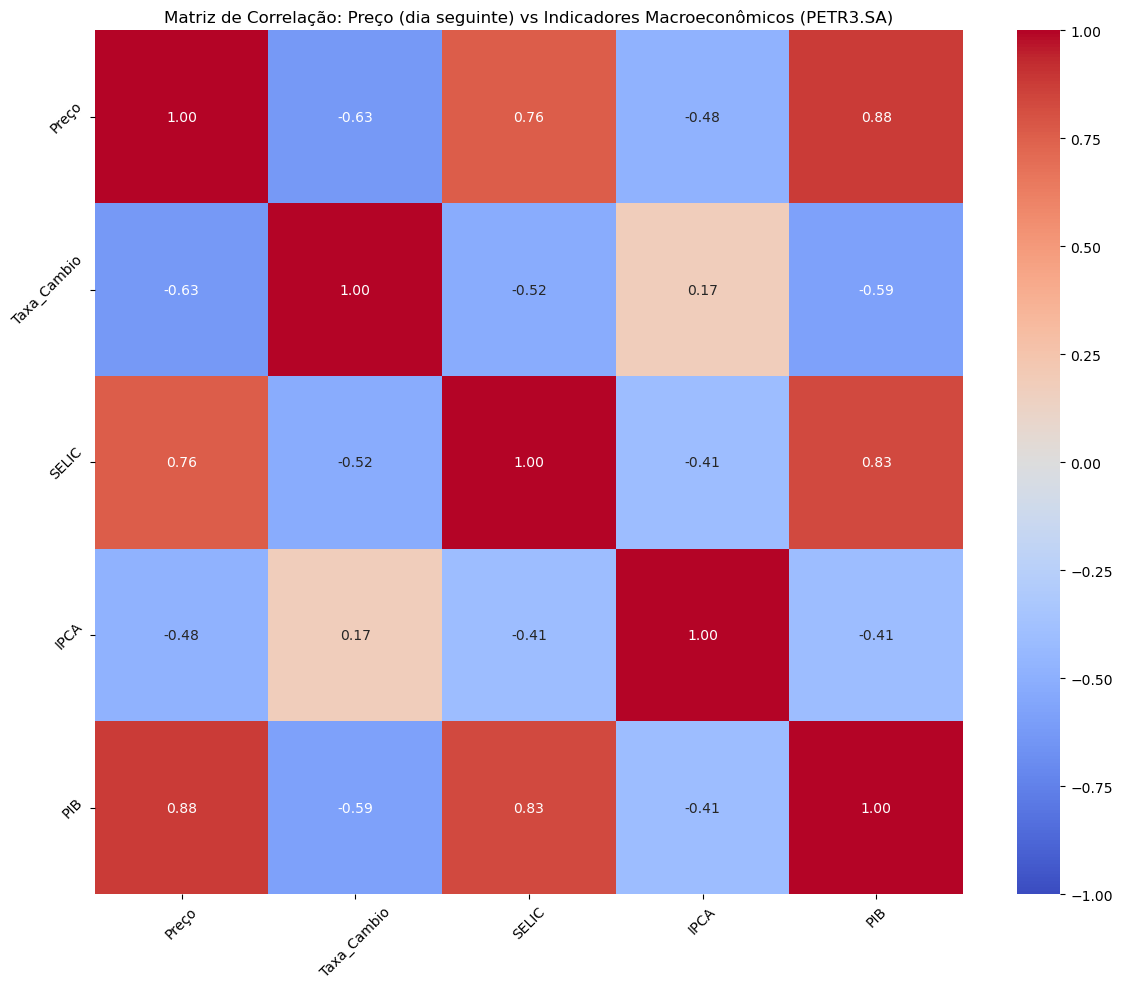 Matriz de Correlação: Preço (dia seguinte) vs Indicadores Macroeconômicos (PETR3.SA)
Preço
1.00 -0.63 0.76 -0.48 0.88
Taxa_Cambio
-0.63 1.00 -0.52 0.17 -0.59
SELIC
0.76 -0.52 1.00 -0.41 0.83
IPCA
-0.48 0.17 -0.41 1.00 -0.41
PIB
0.88 -0.59 0.83 -0.41 1.00
Preço Taxa_Cambio SELIC IPCA PIB
1.00
0.75
0.50
0.25
0.00
−0.25
−0.50
−0.75
−1.00